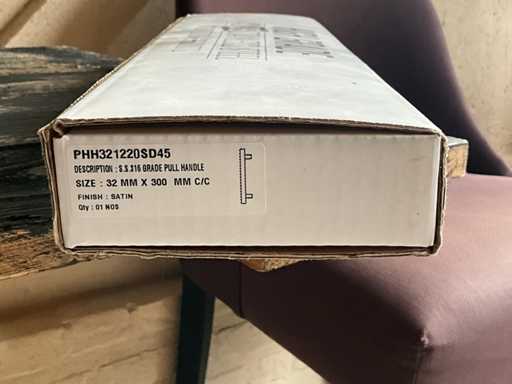 PHH321220SD45
DESCRIPTION : S.S.316 GRADE PULL HANDLE
SIZE : 32 MM X 300 MM C/C
FINISH : SATIN
Qty : 01 NOS